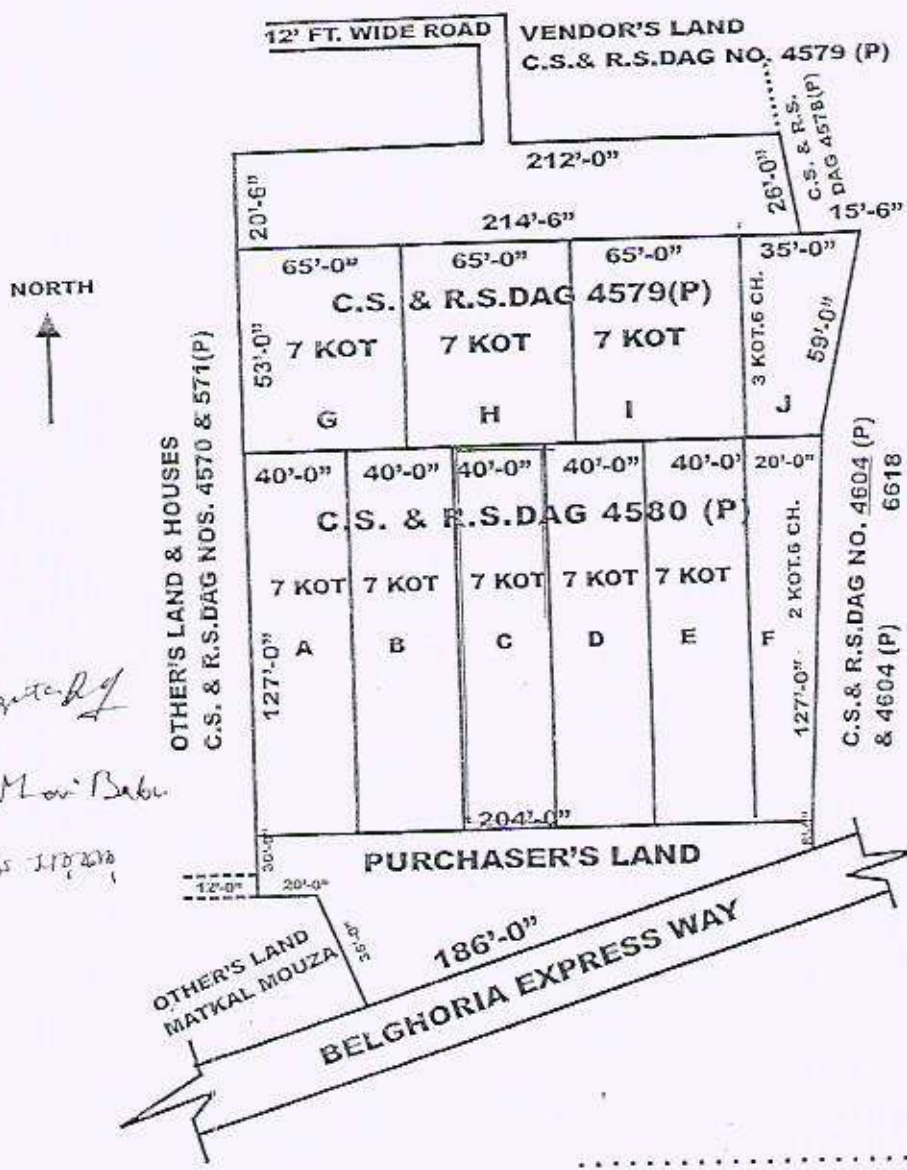 12' FT. WIDE ROAD
VENDOR'S LAND
C.S.& R.S.DAG NO. 4579 (P)
C.S. & R.S.
DAG 4578(P)
212'-0"
26'-0"
15'-6"
20'-6"
214'-6"
NORTH
65'-0"
65'-0"
65'-0"
35'-0"
C.S. & R.S.DAG 4579(P)
53'-0"
7 KOT
7 KOT
7 KOT
3 KOT.6 CH.
59'-0"
G
H
I
J
OTHER'S LAND & HOUSES
C.S. & R.S.DAG NOS. 4570 & 571(P)
40'-0"
40'-0"
40'-0"
40'-0"
40'-0'
20'-0"
C.S. & R.S.DAG 4580 (P)
7 KOT
7 KOT
7 KOT
7 KOT
7 KOT
2 KOT.6 CH.
A
B
C
D
E
F
127'-0"
127'-0"
C.S.& R.S.DAG NO. 4604 (P)
6618
& 4604 (P)
Babu
204'-0"
PURCHASER'S LAND
12'-0"
20'-0"
186'-0"
OTHER'S LAND
MATKAL MOUZA
BELGHORIA EXPRESS WAY